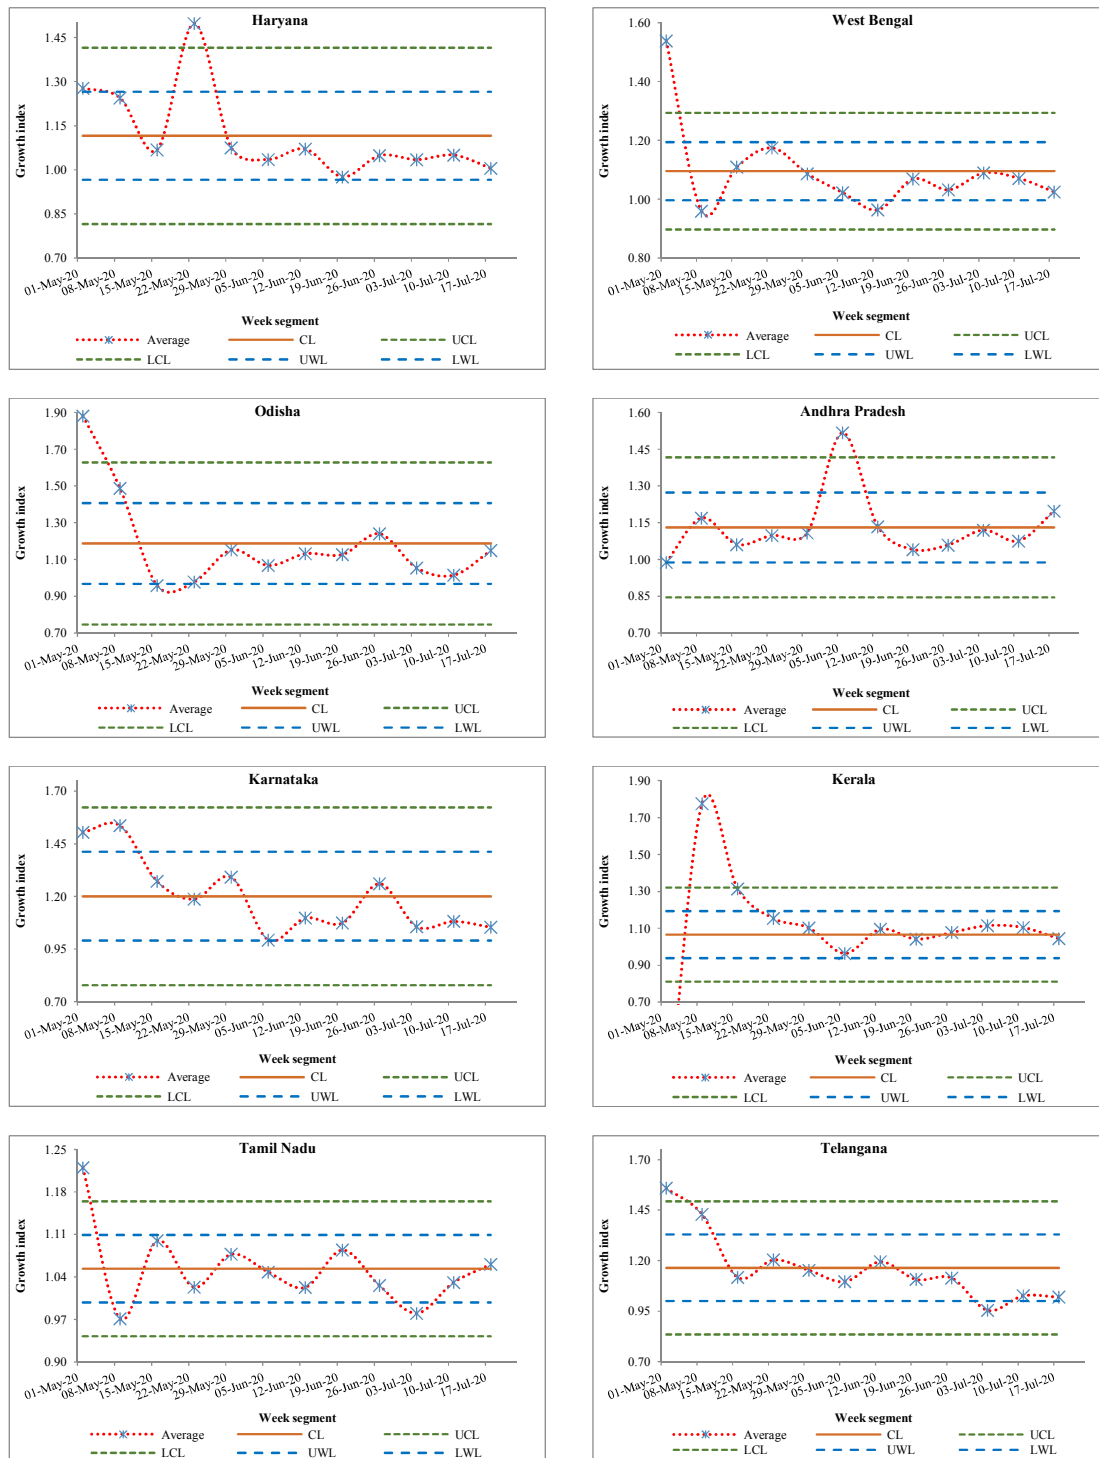 Haryana
Growth index
1.45
1.30
1.15
1.00
0.85
0.70
01-May-20 08-May-20 15-May-20 22-May-20 29-May-20 05-Jun-20 12-Jun-20 19-Jun-20 26-Jun-20 03-Jul-20 10-Jul-20 17-Jul-20
Week segment
Average CL UCL
LCL UWL LWL
West Bengal
Growth index
1.60
1.40
1.20
1.00
0.80
01-May-20 08-May-20 15-May-20 22-May-20 29-May-20 05-Jun-20 12-Jun-20 19-Jun-20 26-Jun-20 03-Jul-20 10-Jul-20 17-Jul-20
Week segment
Average CL UCL
LCL UWL LWL
Odisha
Growth index
1.90
1.70
1.50
1.30
1.10
0.90
0.70
01-May-20 08-May-20 15-May-20 22-May-20 29-May-20 05-Jun-20 12-Jun-20 19-Jun-20 26-Jun-20 03-Jul-20 10-Jul-20 17-Jul-20
Week segment
Average CL UCL
LCL UWL LWL
Andhra Pradesh
Growth index
1.60
1.45
1.30
1.15
1.00
0.85
0.70
01-May-20 08-May-20 15-May-20 22-May-20 29-May-20 05-Jun-20 12-Jun-20 19-Jun-20 26-Jun-20 03-Jul-20 10-Jul-20 17-Jul-20
Week segment
Average CL UCL
LCL UWL LWL
Karnataka
Growth index
1.70
1.45
1.20
0.95
0.70
01-May-20 08-May-20 15-May-20 22-May-20 29-May-20 05-Jun-20 12-Jun-20 19-Jun-20 26-Jun-20 03-Jul-20 10-Jul-20 17-Jul-20
Week segment
Average CL UCL
LCL UWL LWL
Kerala
Growth index
1.90
1.70
1.50
1.30
1.10
0.90
0.70
01-May-20 08-May-20 15-May-20 22-May-20 29-May-20 05-Jun-20 12-Jun-20 19-Jun-20 26-Jun-20 03-Jul-20 10-Jul-20 17-Jul-20
Week segment
Average CL UCL
LCL UWL LWL
Tamil Nadu
Growth index
1.25
1.18
1.11
1.04
0.97
0.90
01-May-20 08-May-20 15-May-20 22-May-20 29-May-20 05-Jun-20 12-Jun-20 19-Jun-20 26-Jun-20 03-Jul-20 10-Jul-20 17-Jul-20
Week segment
Average CL UCL
LCL UWL LWL
Telangana
Growth index
1.70
1.45
1.20
0.95
0.70
01-May-20 08-May-20 15-May-20 22-May-20 29-May-20 05-Jun-20 12-Jun-20 19-Jun-20 26-Jun-20 03-Jul-20 10-Jul-20 17-Jul-20
Week segment
Average CL UCL
LCL UWL LWL